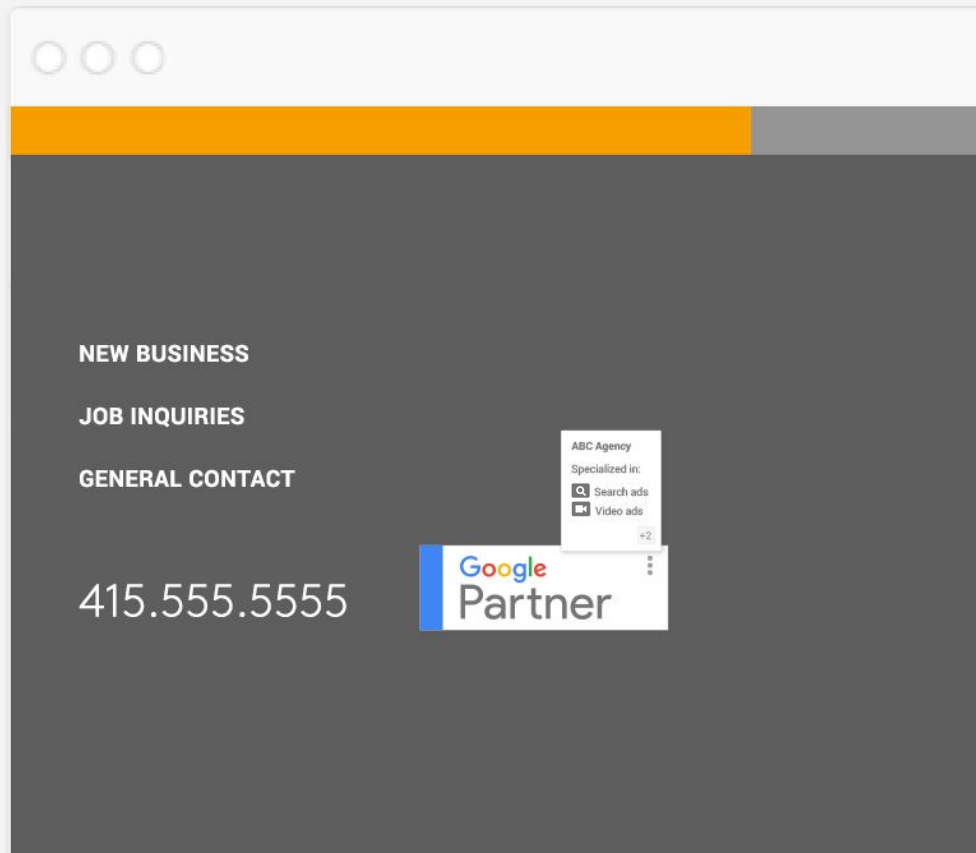 NEW BUSINESS
JOB INQUIRIES
GENERAL CONTACT
415.555.5555
ABC Agency
Specialized in:
Search ads
Video ads
+2
Google
Partner